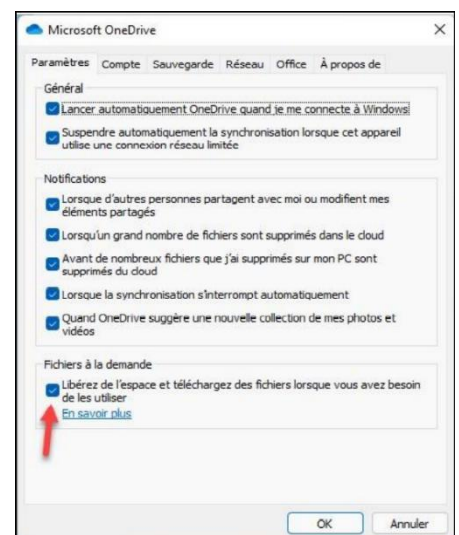 Microsoft OneDrive
Paramètres Compte Sauvegarde Réseau Office À propos de
Général
Lancer automatiquement OneDrive quand je me connecte à Windows
Suspendre automatiquement la synchronisation lorsque cet appareil
utilise une connexion réseau limitée
Notifications
Lorsque d'autres personnes partagent avec moi ou modifient mes
éléments partagés
Lorsqu'un grand nombre de fichiers sont supprimés dans le cloud
Avant de nombreux fichiers que j'ai supprimés sur mon PC sont
supprimés du cloud
Lorsque la synchronisation s'interrompt automatiquement
Quand OneDrive suggère une nouvelle collection de mes photos et
vidéos
Fichiers à la demande
Libérez de l'espace et téléchargez des fichiers lorsque vous avez besoin
de les utiliser
En savoir plus
OK Annuler